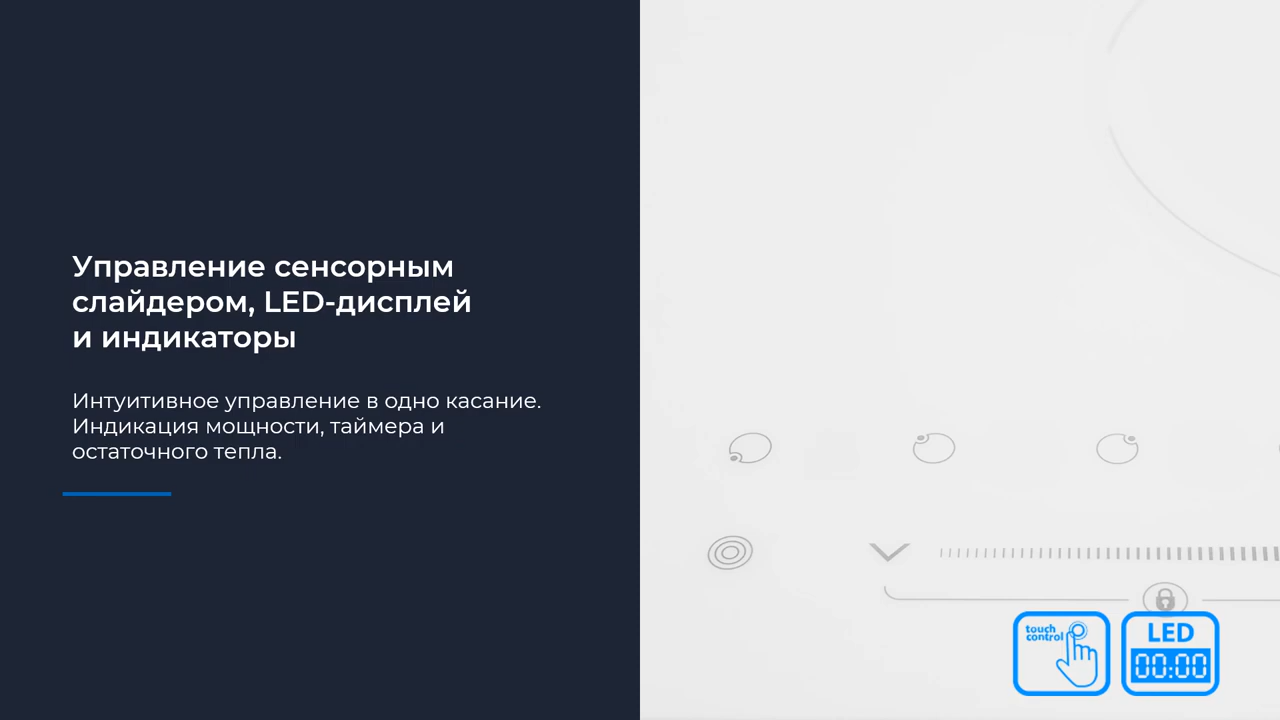 Управление сенсорным
слайдером, LED-дисплей
и индикаторы
Интуитивное управление в одно касание.
Индикация мощности, таймера и
остаточного тепла.
touch
control
LED
00:00